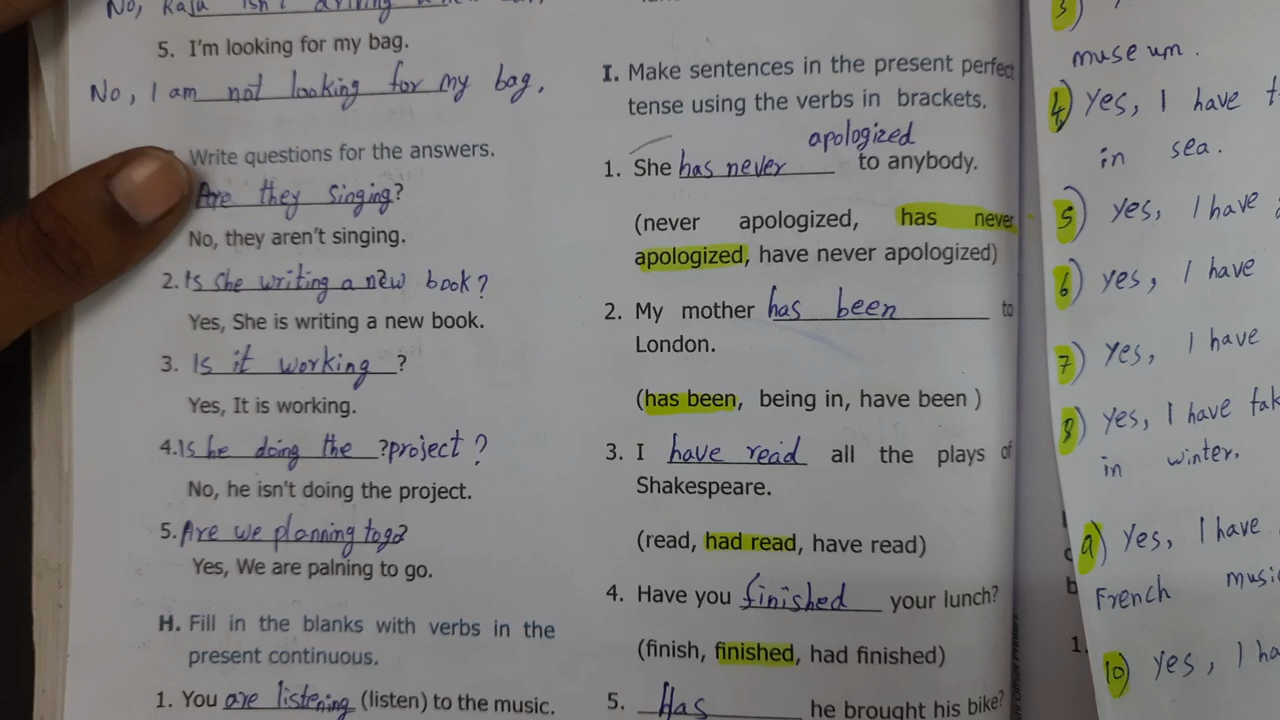 No, Raju isn't driving a new
5. I'm looking for my bag.
No, I am not looking for my bag.
Write questions for the answers.
Are they singing?
No, they aren't singing.
2. Is she writing a new book?
Yes, She is writing a new book.
3. Is it working?
Yes, It is working.
4. Is he doing the ?project?
No, he isn't doing the project.
5. Are we planning to go?
Yes, We are palning to go.
H. Fill in the blanks with verbs in the
present continuous.
1. You are listening (listen) to the music.
I. Make sentences in the present perfect
tense using the verbs in brackets.
apologized
1. She has never to anybody.
(never apologized, has never
apologized, have never apologized)
2. My mother has been to
London.
(has been, being in, have been )
3. I have read all the plays of
Shakespeare.
(read, had read, have read)
4. Have you finished your lunch?
(finish, finished, had finished)
5. Has he brought his bike?
3)
museum.
4) Yes, I have
in sea.
5) Yes, I have
6) Yes, I have
7) Yes, I have
8) Yes, I have
in winter.
9) Yes, I have
French
10) Yes, I
1.